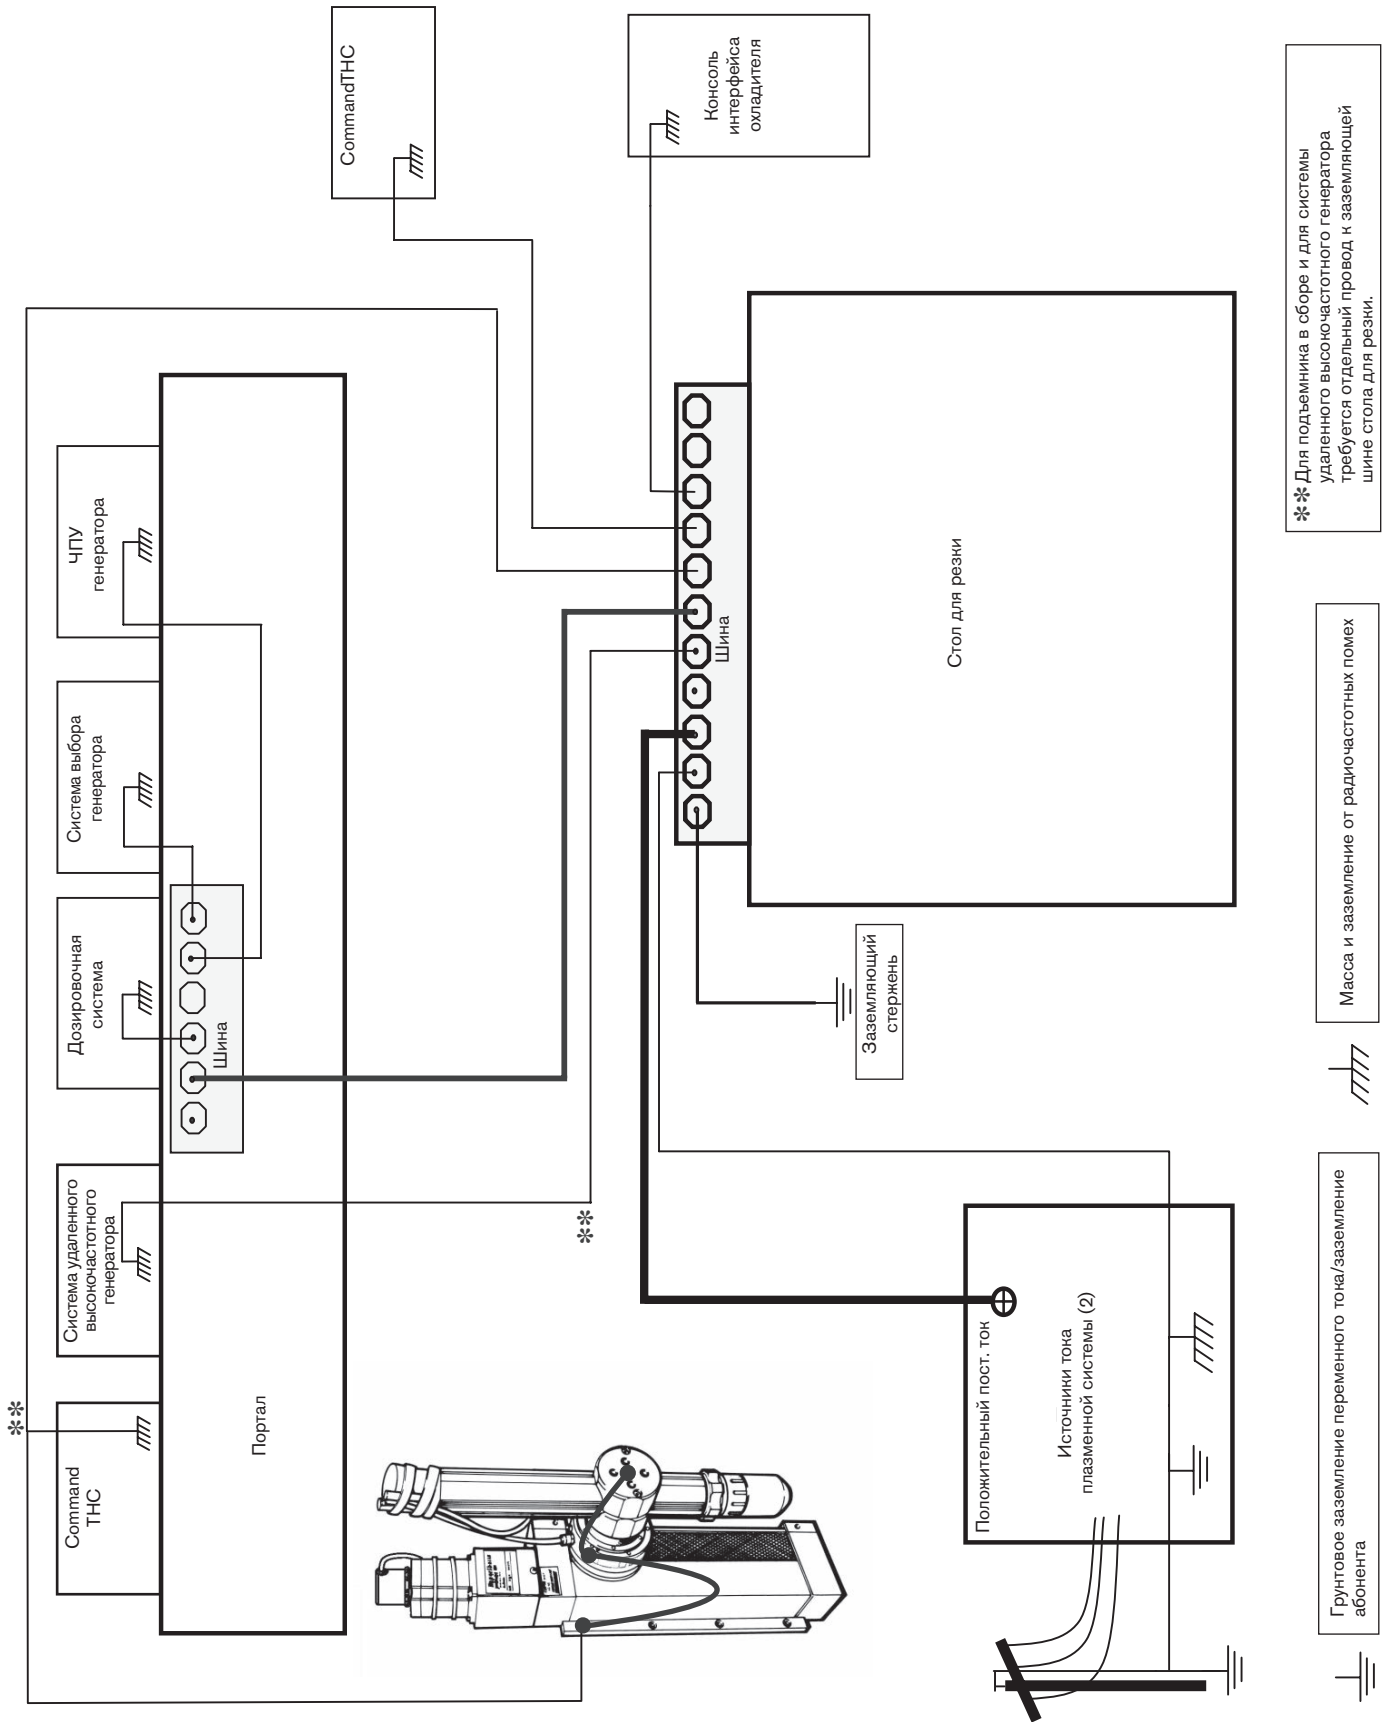 Command
THC
Система удаленного
высокочастотного
генератора
Дозировочная
система
Система выбора
генератора
ЧПУ
генератора
CommandTHC
Консоль
интерфейса
охладителя
**
Портал
Шина
**
Шина
Стол для резки
Заземляющий
стержень
Положительный пост. ток
Источники тока
плазменной системы (2)
** Для подъемника в сборе и для системы
удаленного высокочастотного генератора
требуется отдельный провод к заземляющей
шине стола для резки.
Грунтовое заземление переменного тока/заземление
абонента
Масса и заземление от радиочастотных помех